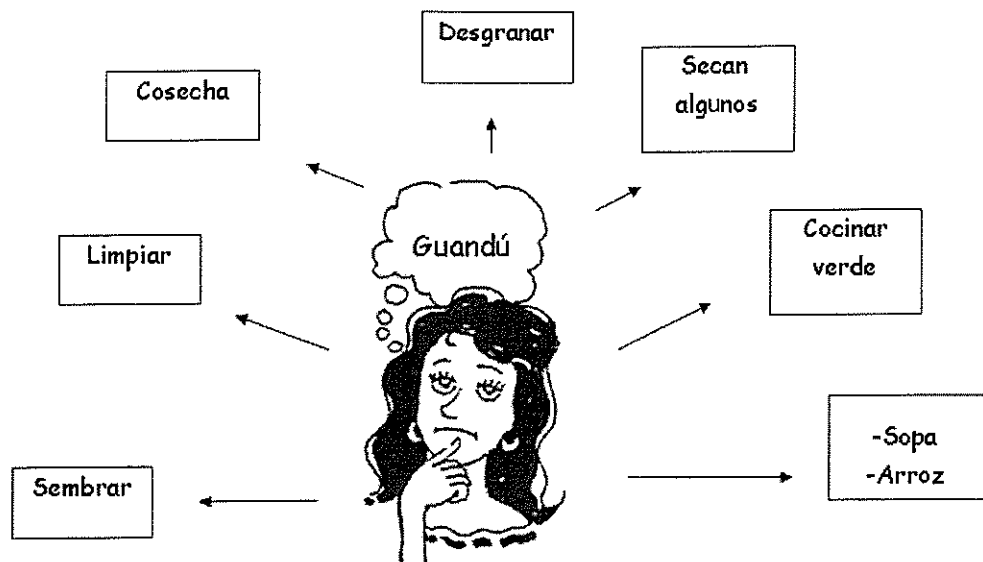 Desgranar
Secan
algunos
Cosecha
Guandú
Cocinar
verde
Limpiar
-Sopa
-Arroz
Sembrar